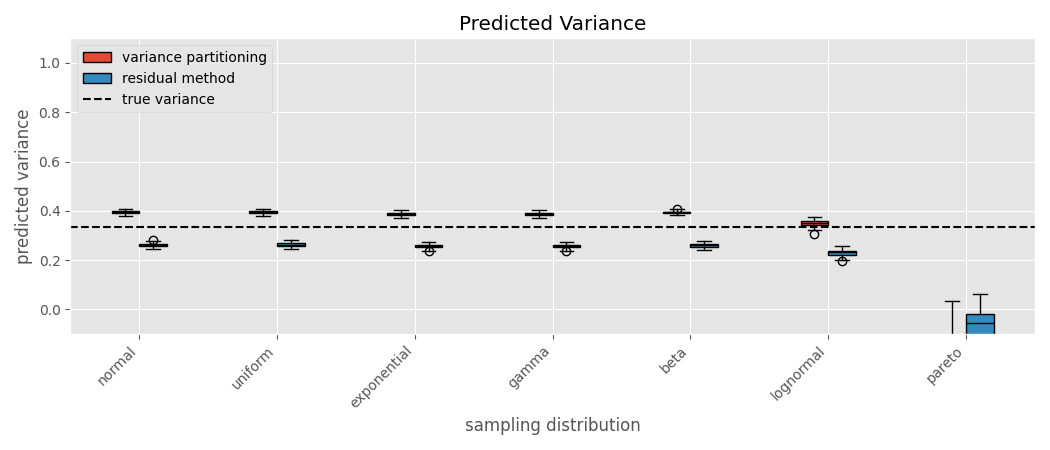 Predicted Variance
variance partitioning
residual method
true variance
predicted variance
1.0
0.8
0.6
0.4
0.2
0.0
normal
uniform
exponential
gamma
beta
lognormal
pareto
sampling distribution